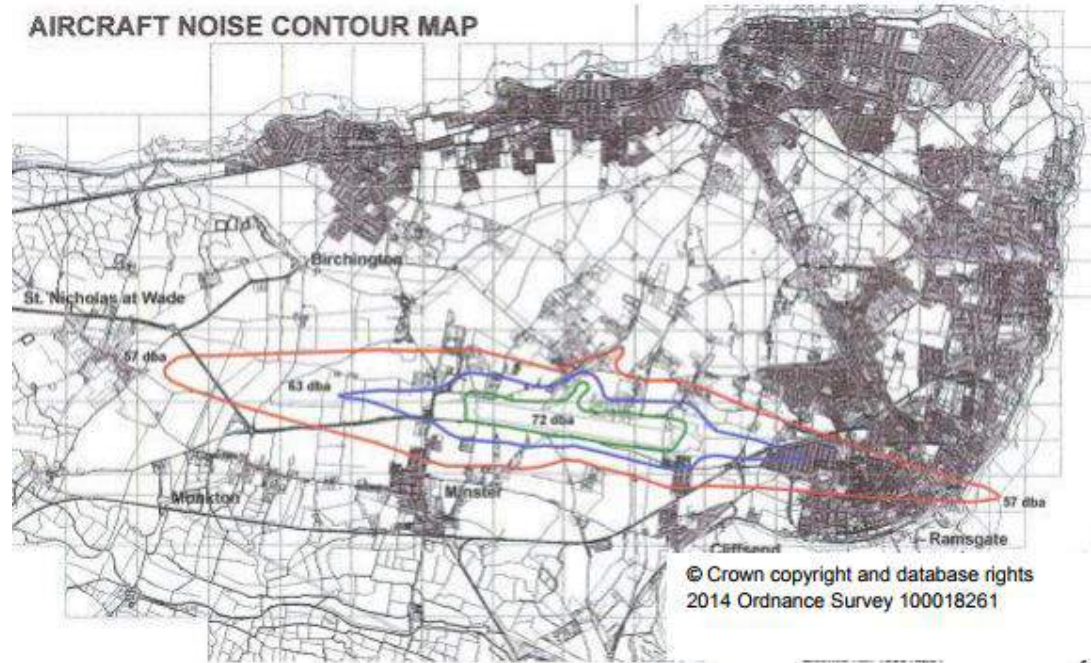 AIRCRAFT NOISE CONTOUR MAP
Birchington
St. Nicholas at Wade
57 dba
63 dba
72 dba
Minster
Monkton
57 dba
Ramsgate
Cliffsend
© Crown copyright and database rights
2014 Ordnance Survey 100018261